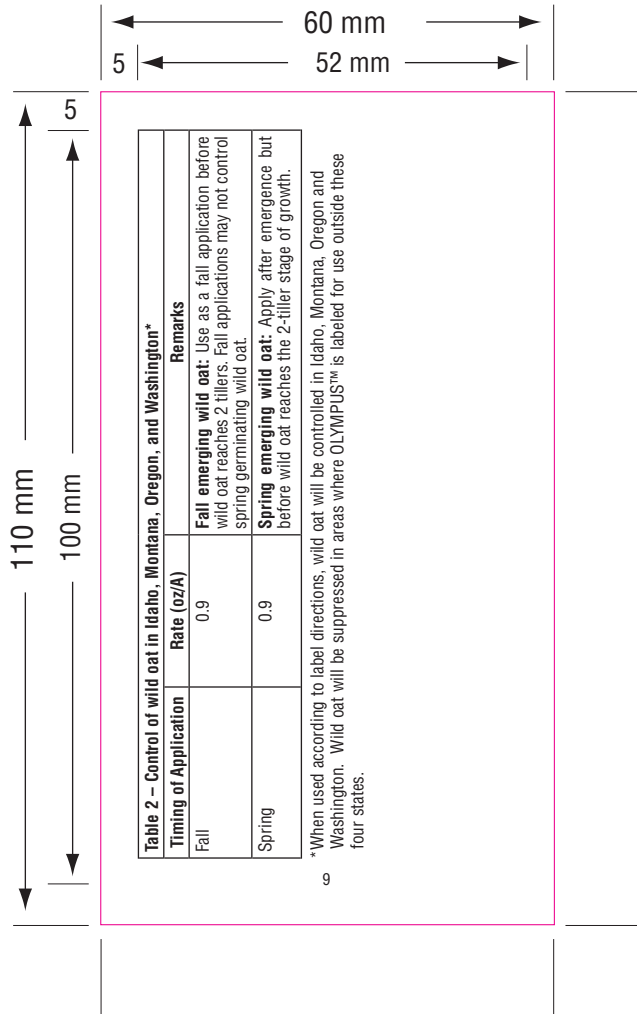 60 mm
5
52 mm
5
110 mm
100 mm
Table 2 – Control of wild oat in Idaho, Montana, Oregon, and Washington*
Timing of Application
Rate (oz/A)
Remarks
Fall
0.9
Fall emerging wild oat: Use as a fall application before
wild oat reaches 2 tillers. Fall applications may not control
spring germinating wild oat.
Spring
0.9
Spring emerging wild oat: Apply after emergence but
before wild oat reaches the 2-tiller stage of growth.
*When used according to label directions, wild oat will be controlled in Idaho, Montana, Oregon and
Washington. Wild oat will be suppressed in areas where OLYMPUS™ is labeled for use outside these
four states.
9